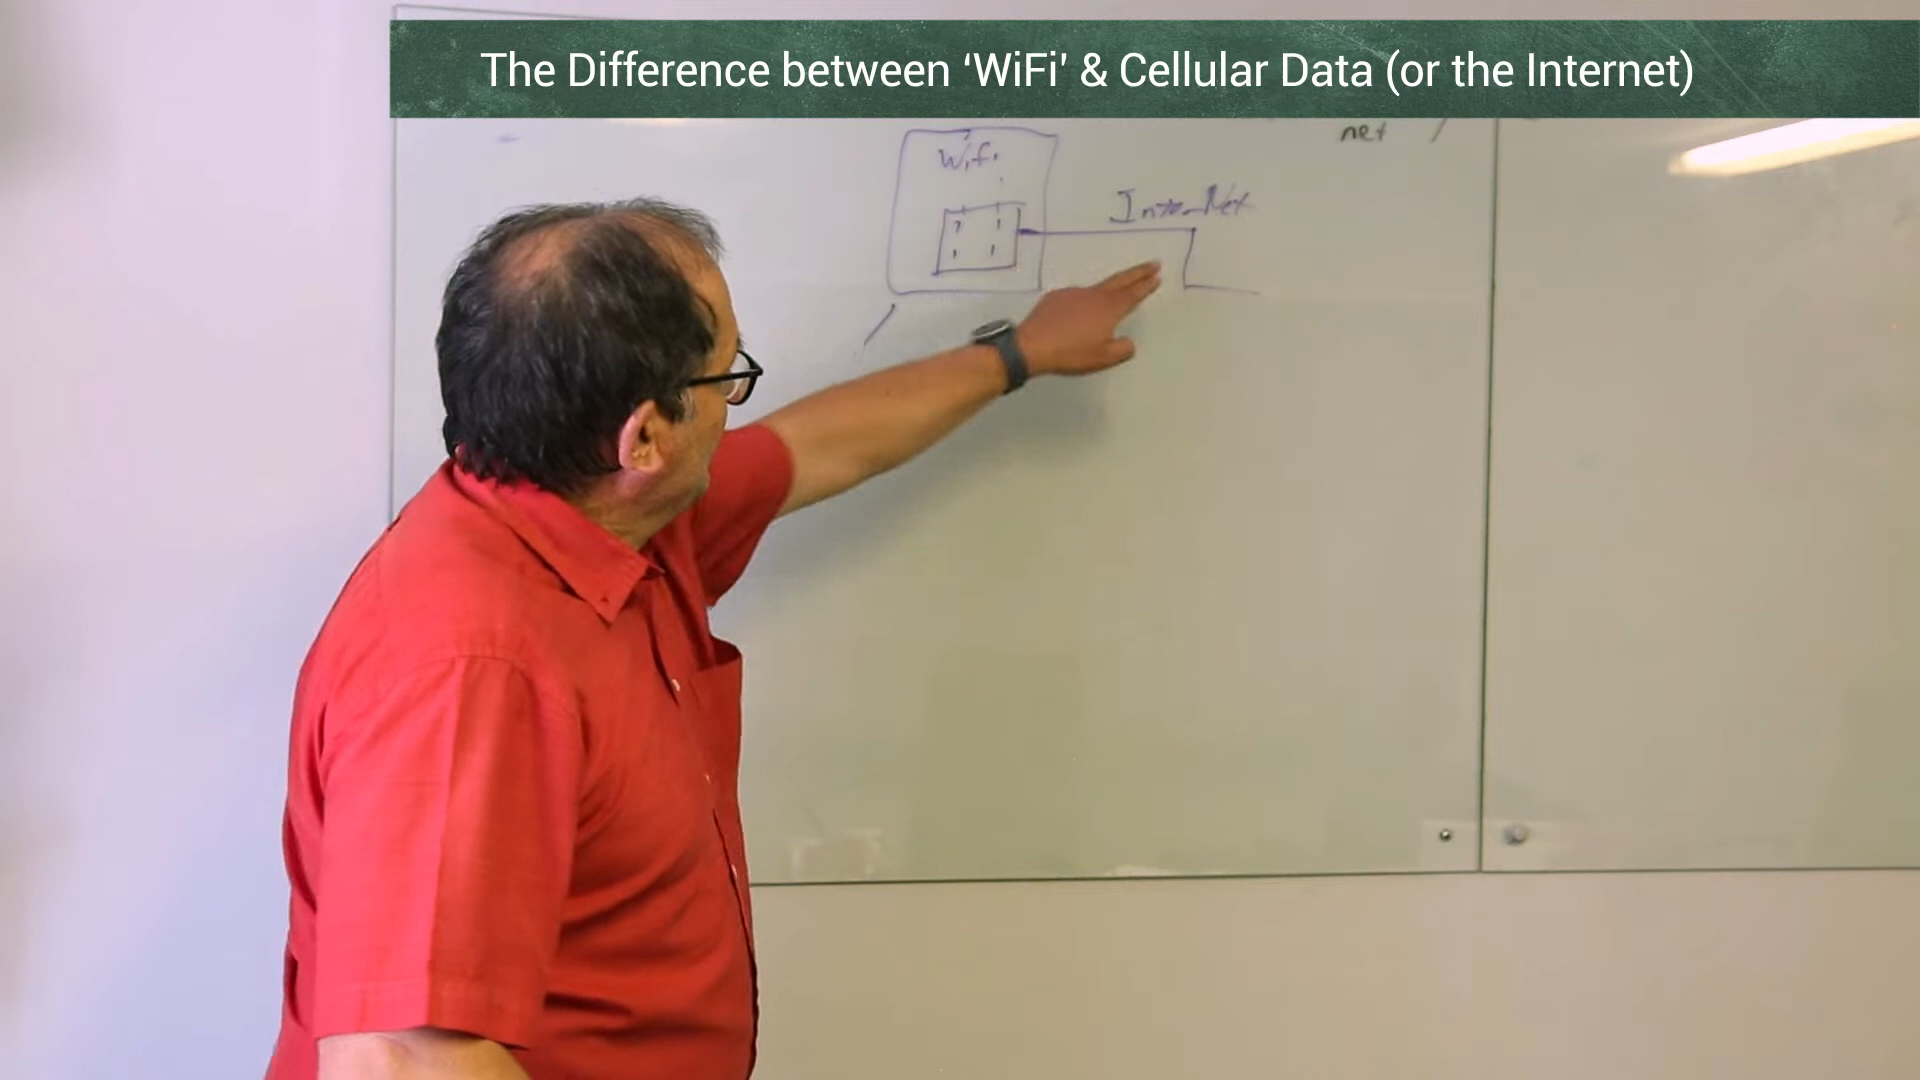 The Difference between ‘WiFi’ & Cellular Data (or the Internet)
net
Wifi
InterNet